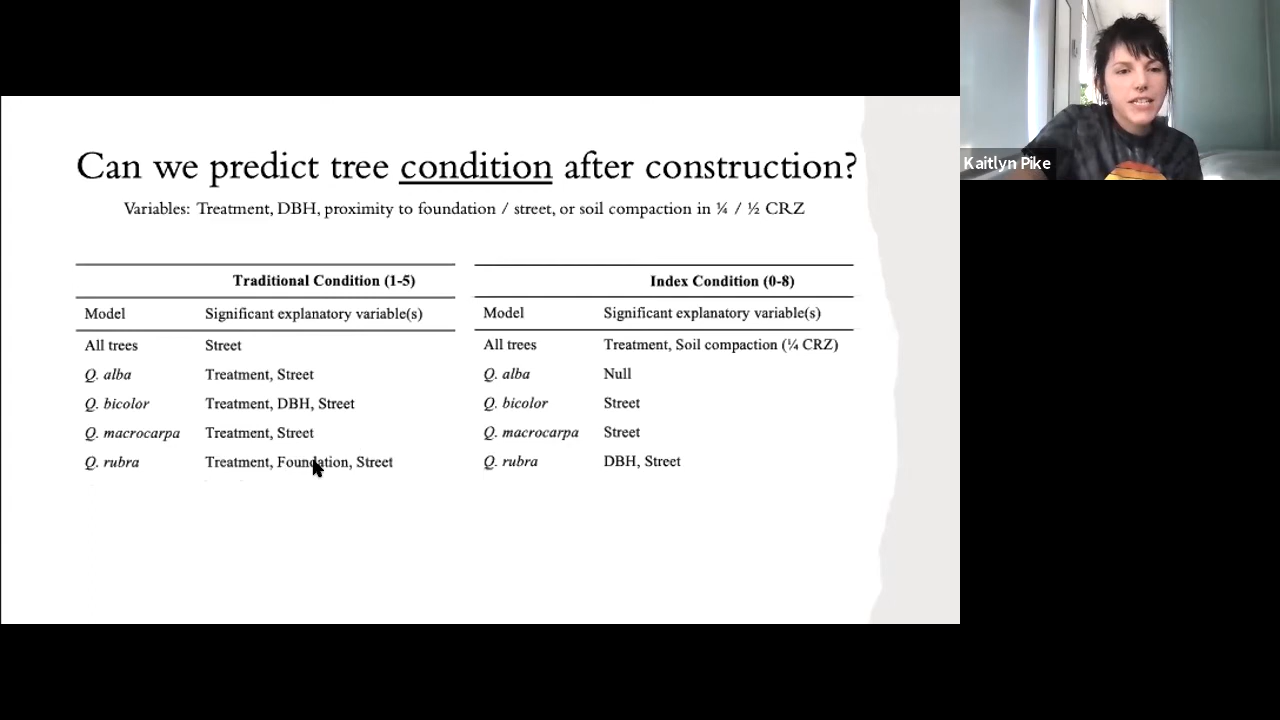 Can we predict tree condition after construction?
Variables: Treatment, DBH, proximity to foundation / street, or soil compaction in ¼ / ½ CRZ
Traditional Condition (1-5)
Model Significant explanatory variable(s)
All trees Street
Q. alba Treatment, Street
Q. bicolor Treatment, DBH, Street
Q. macrocarpa Treatment, Street
Q. rubra Treatment, Foundation, Street
Index Condition (0-8)
Model Significant explanatory variable(s)
All trees Treatment, Soil compaction (¼ CRZ)
Q. alba Null
Q. bicolor Street
Q. macrocarpa Street
Q. rubra DBH, Street
Kaitlyn Pike